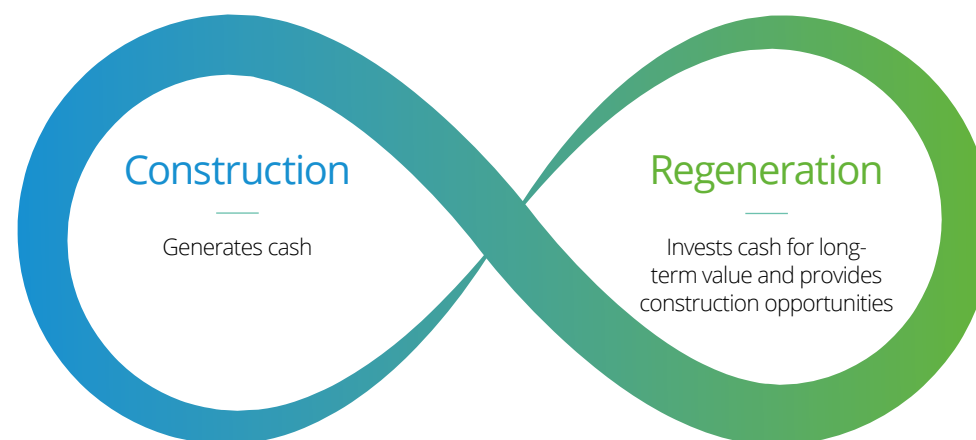 Construction
Generates cash
Regeneration
Invests cash for long-
term value and provides
construction opportunities